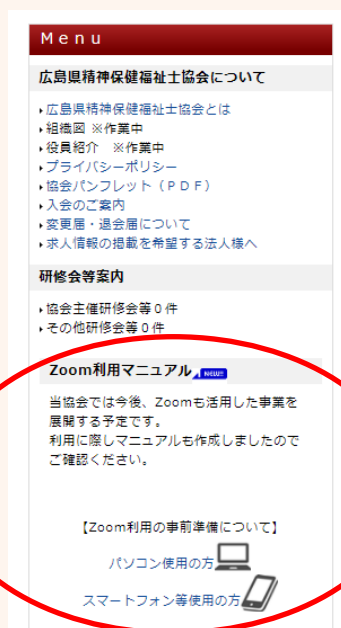 Menu
広島県精神保健福祉士協会について
広島県精神保健福祉士協会とは
組織図 ※作業中
役員紹介　※作業中
プライバシーポリシー
協会パンフレット（ＰＤＦ）
入会のご案内
変更届・退会届について
求人情報の掲載を希望する法人様へ
研修会等案内
協会主催研修会等０件
その他研修会等０件
Zoom利用マニュアル NEW!!
当協会では今後、Zoomも活用した事業を
展開する予定です。
利用に際しマニュアルも作成しましたので
ご確認ください。
【Zoom利用の事前準備について】
パソコン使用の方
スマートフォン等使用の方